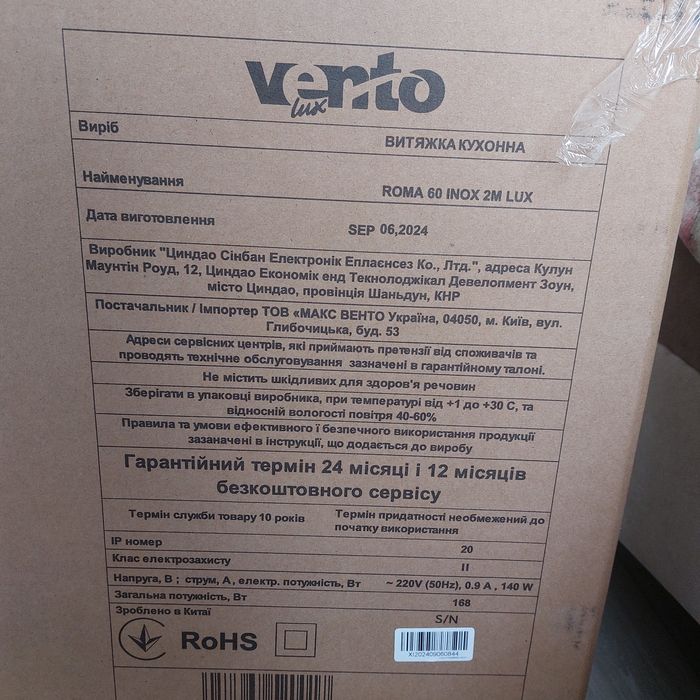 vento
lux
Виріб
ВИТЯЖКА КУХОННА
Найменування
ROMA 60 INOX 2M LUX
Дата виготовлення
SEP 06,2024
Виробник "Циндао Сінбан Електронік Еплаєнсез Ко., Лтд.", адреса Кулун
Маунтін Роуд, 12, Циндао Економік енд Текнолоджікал Девелопмент Зоун,
місто Циндао, провінція Шаньдун, КНР
Постачальник / Імпортер ТОВ «МАКС ВЕНТО Україна, 04050, м. Київ, вул.
Глибочицька, буд. 53
Адреси сервісних центрів, які приймають претензії від споживачів та
проводять технічне обслуговування зазначені в гарантійному талоні.
Не містить шкідливих для здоров'я речовин
Зберігати в упаковці виробника, при температурі від +1 до +30 С, та
відносній вологості повітря 40-60%
Правила та умови ефективного ї безпечного використання продукції
зазаначені в інструкції, що додається до виробу
Гарантійний термін 24 місяці і 12 місяців
безкоштовного сервісу
Термін служби товару 10 років
Термін придатності необмежений до
початку використання
IP номер
20
Клас електрозахисту
II
Напруга, В ; струм, А , електр. потужність, Вт
~ 220V (50Hz), 0.9 A , 140 W
Загальна потужність, Вт
168
Зроблено в Китаї
S/N
RoHS
XI202409060844